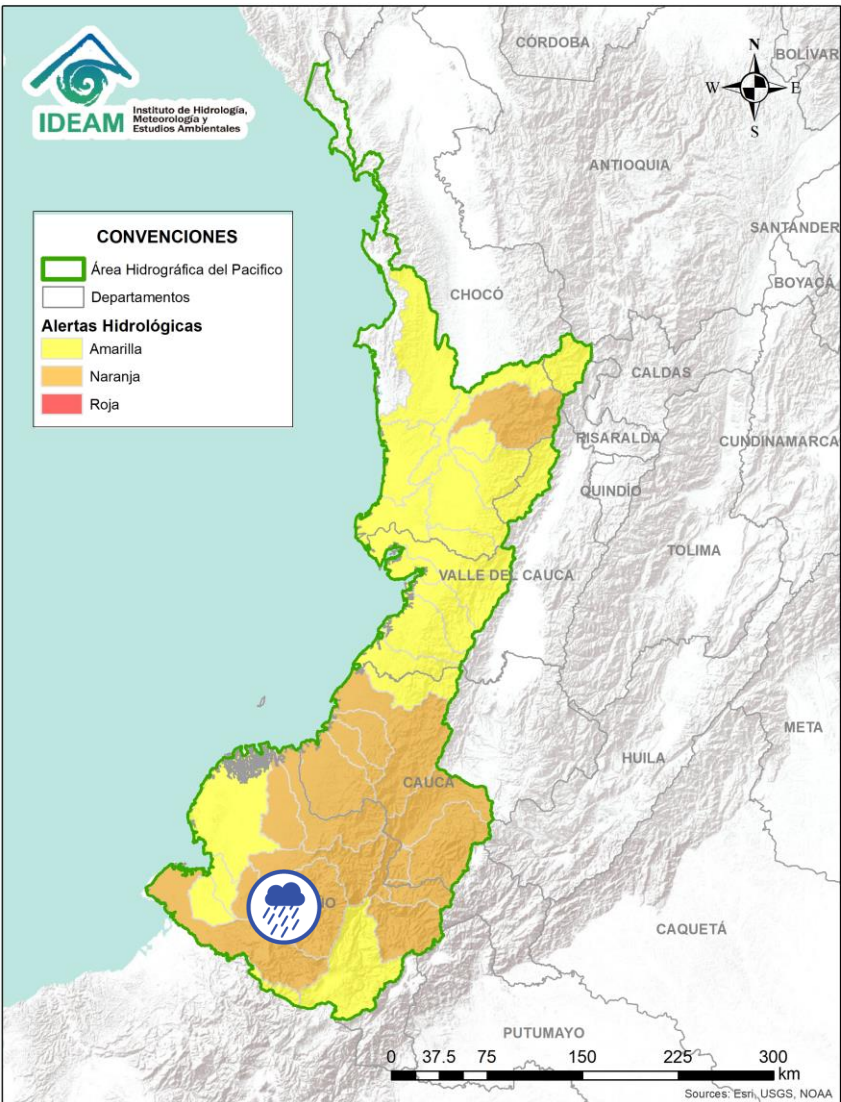 IDEAM
Instituto de Hidrología,
Meteorología y
Estudios Ambientales
CÓRDOBA
BOLÍVAR
N
W
E
S
ANTIOQUIA
SANTANDER
BOYACÁ
CONVENCIONES
Área Hidrográfica del Pacifico
Departamentos
Alertas Hidrológicas
Amarilla
Naranja
Roja
CHOCÓ
CALDAS
RISARALDA
CUNDINAMARCA
QUINDÍO
TOLIMA
VALLE DEL CAUCA
META
HUILA
CAUCA
CAQUETÁ
PUTUMAYO
0 37.5 75 150 225 300
km
Sources: Esri, USGS, NOAA